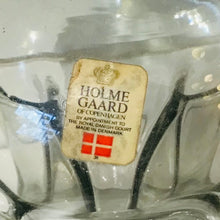 HOLME
GAARD
OF COPENHAGEN
BY APPOINTMENT TO
THE ROYAL DANISH COURT
MADE IN DENMARK